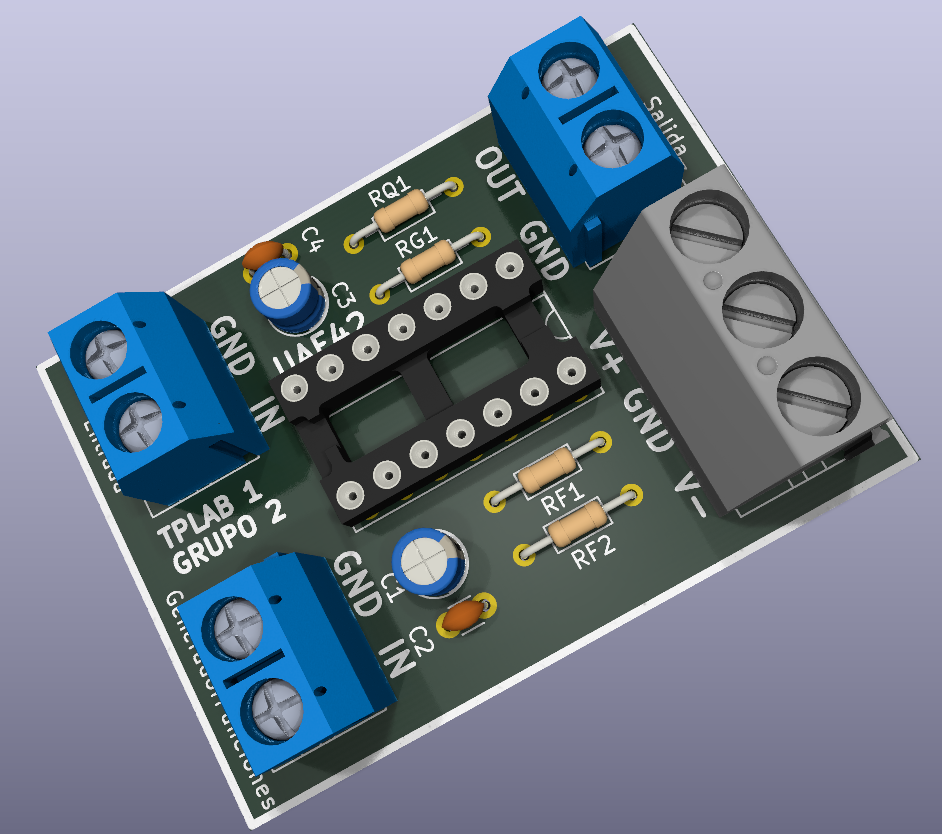 Salida
OUT
GND
RQ1
RG1
C4
C3
UAF42
GND
IN
V+
GND
V-
TPLAB 1
GRUPO 2
RF1
RF2
C1
C2
GND
IN